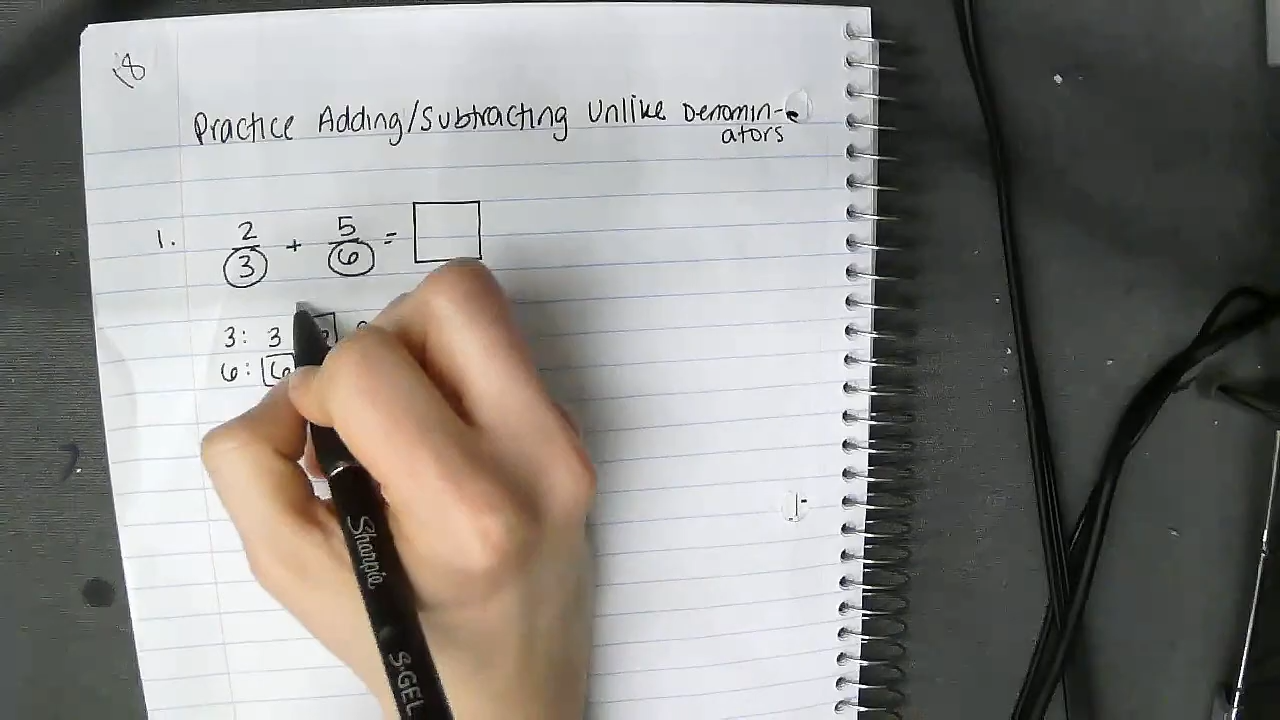 18
Practice Adding/Subtracting Unlike Denomin-
ators
1. 2/3 + 5/6 =
3: 3
6: 6
Sharpie S.GEL